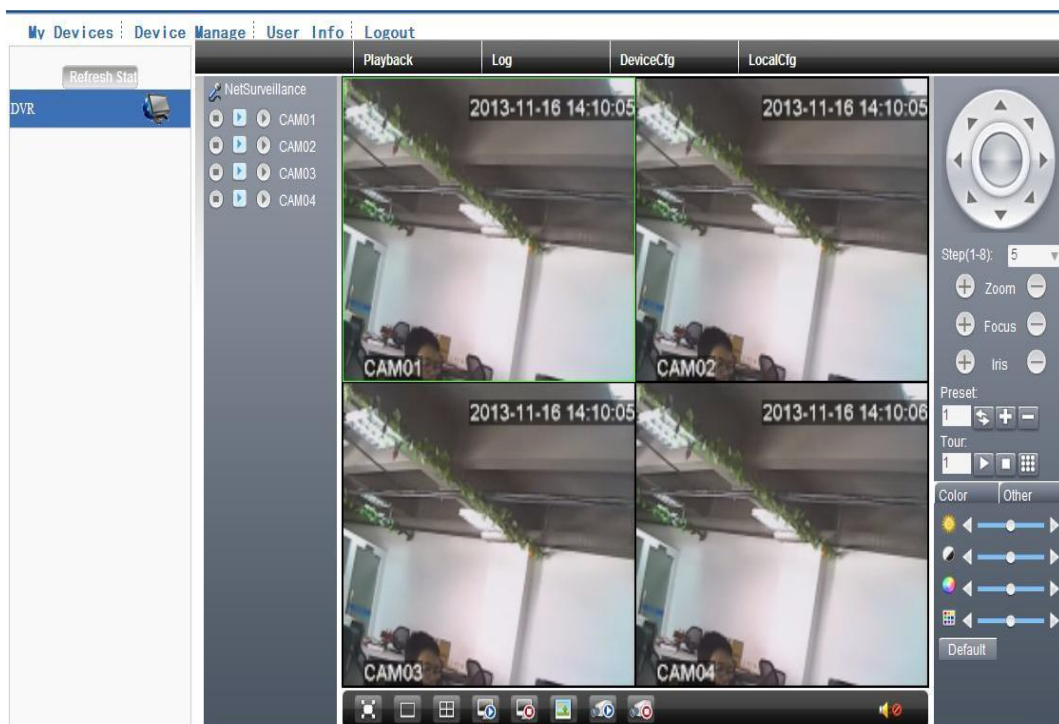 My Devices Device Manage User Info Logout
Refresh Stat
DVR
Playback Log DeviceCfg LocalCfg
NetSurveillance
CAM01
CAM02
CAM03
CAM04
2013-11-16 14:10:05
CAM01
2013-11-16 14:10:05
CAM02
2013-11-16 14:10:05
CAM03
2013-11-16 14:10:06
CAM04
Step(1-8): 5
Zoom
Focus
Iris
Preset:
1
Tour:
1
Color Other
Default